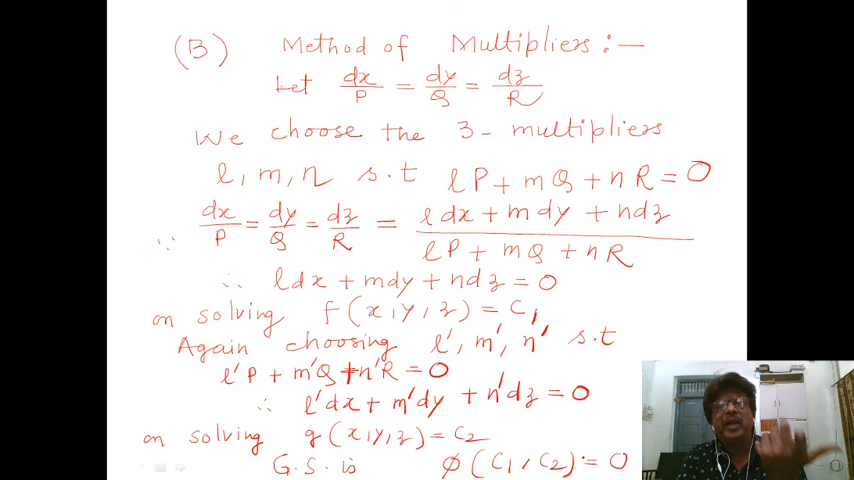 (B) Method of Multipliers :—
Let dx/P = dy/Q = dz/R
We choose the 3 - multipliers
l, m, n s.t lP + mQ + nR = 0
∵ dx/P = dy/Q = dz/R = (l dx + m dy + n dz)/(lP + mQ + nR)
∴ l dx + m dy + n dz = 0
on solving f(x, y, z) = C₁
Again choosing l', m', n' s.t
l'P + m'Q + n'R = 0
∴ l'dx + m'dy + n'dz = 0
on solving g(x, y, z) = C₂
G.S. is ϕ(C₁, C₂) = 0